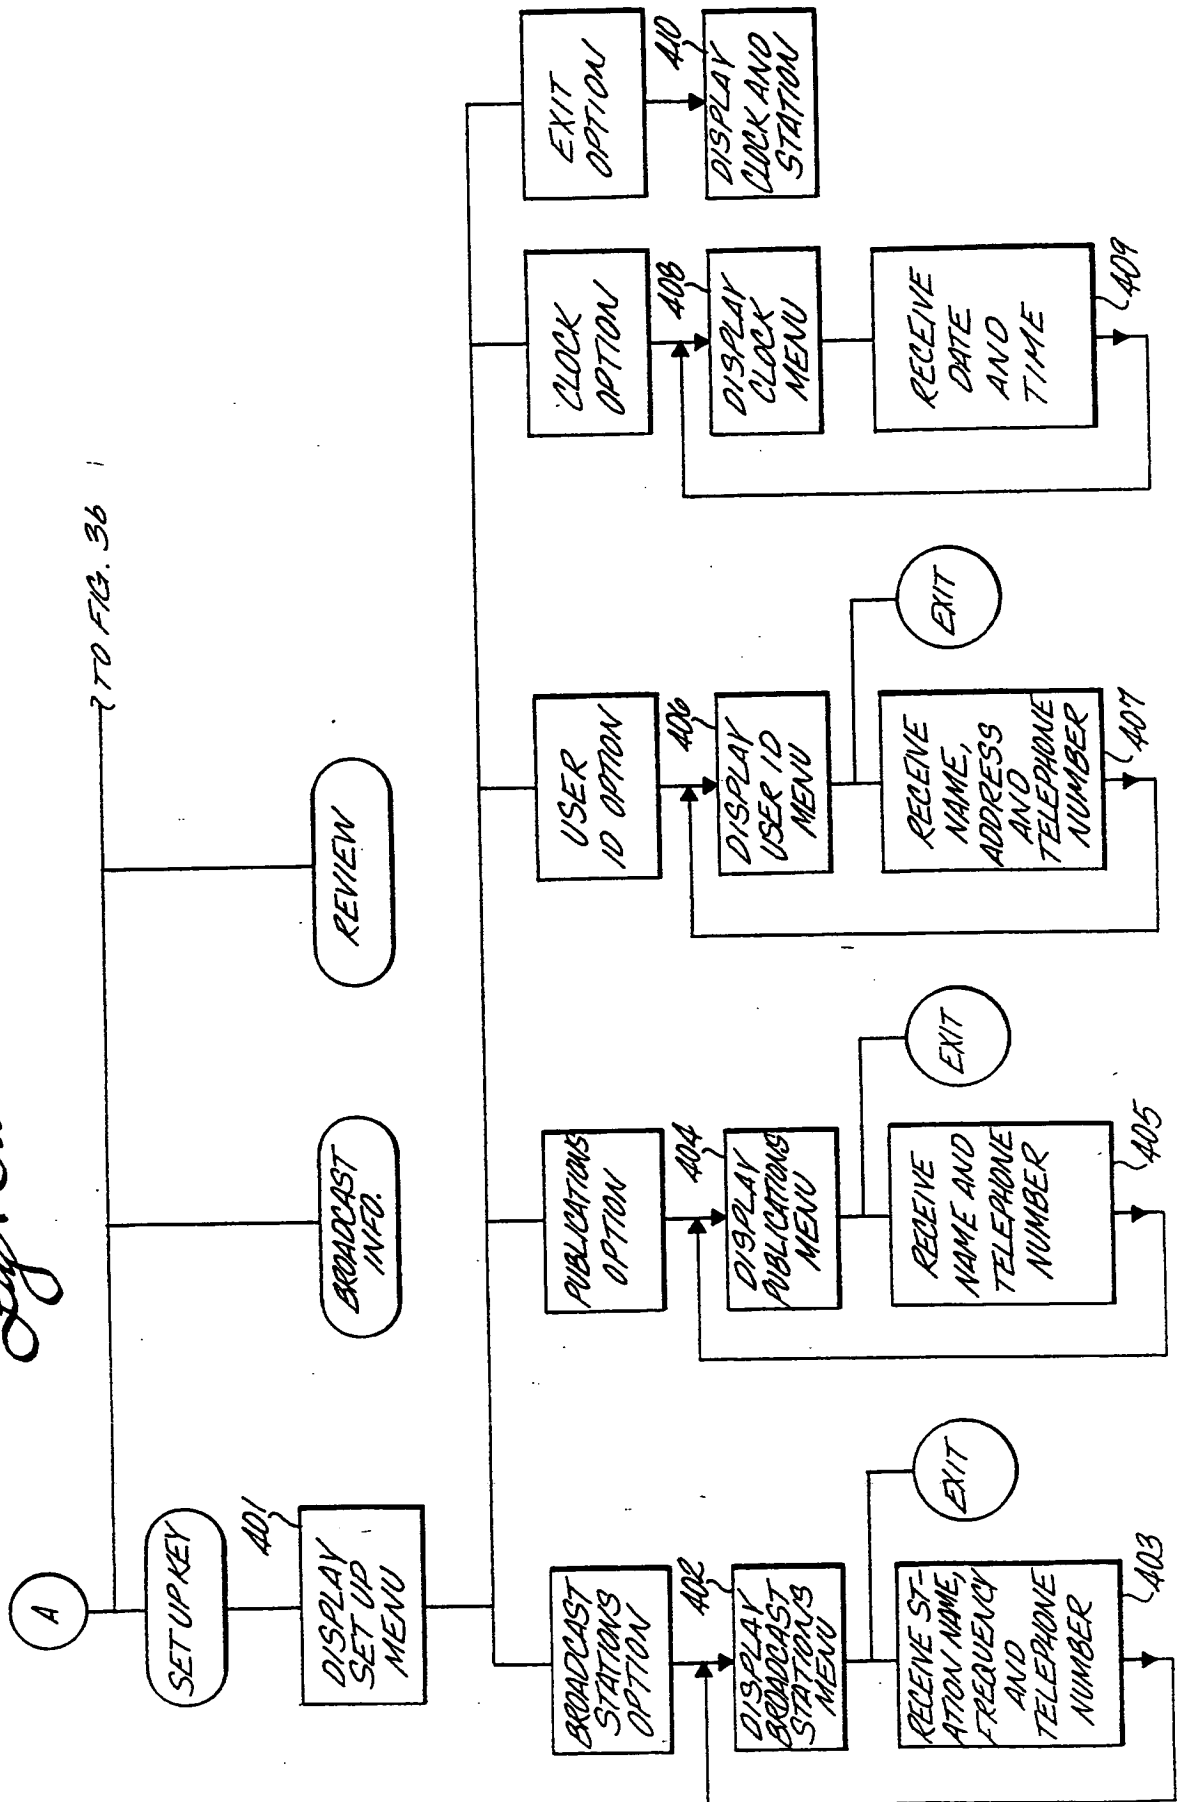 A
TO FIG. 3b
SET UP KEY
BROADCAST
INFO.
REVIEW
401
DISPLAY
SET UP
MENU
BROADCAST
STATIONS
OPTION
PUBLICATIONS
OPTION
USER
ID OPTION
CLOCK
OPTION
EXIT
OPTION
402
DISPLAY
BROADCAST
STATIONS
MENU
404
DISPLAY
PUBLICATIONS
MENU
406
DISPLAY
USER ID
MENU
408
DISPLAY
CLOCK
MENU
410
DISPLAY
CLOCK AND
STATION
EXIT
EXIT
EXIT
RECEIVE ST-
ATION NAME,
FREQUENCY
AND
TELEPHONE
NUMBER
403
RECEIVE
NAME AND
TELEPHONE
NUMBER
405
RECEIVE
NAME,
ADDRESS
AND
TELEPHONE
NUMBER
407
RECEIVE
DATE
AND
TIME
409